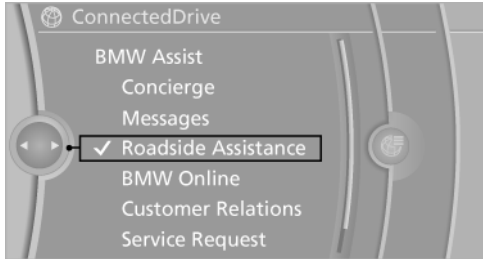 ConnectedDrive
BMW Assist
Concierge
Messages
Roadside Assistance
BMW Online
Customer Relations
Service Request